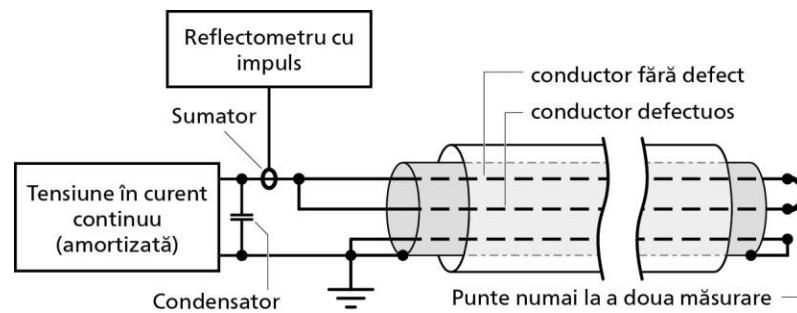 Reflectometru cu
impuls
conductor fără defect
conductor defectuos
Sumator
Tensiune în curent
continuu
(amortizată)
Condensator
Punte numai la a doua măsurare